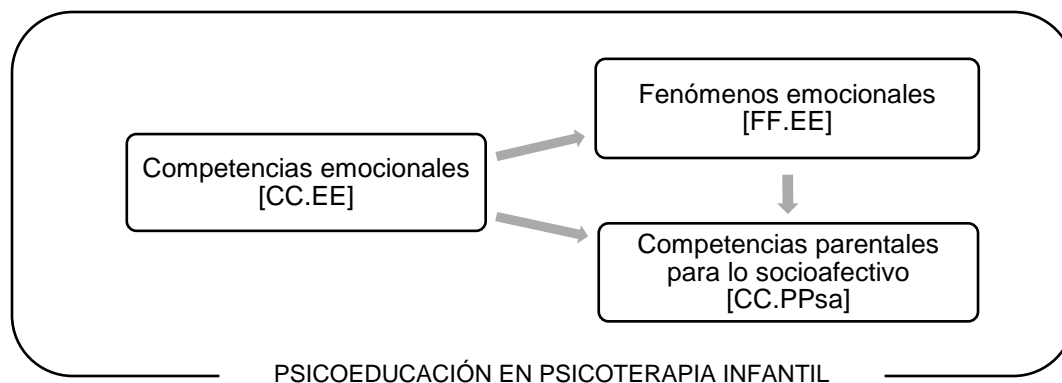 Competencias emocionales
[CC.EE]
Fenómenos emocionales
[FF.EE]
Competencias parentales
para lo socioafectivo
[CC.PPsa]
PSICOEDUCACIÓN EN PSICOTERAPIA INFANTIL